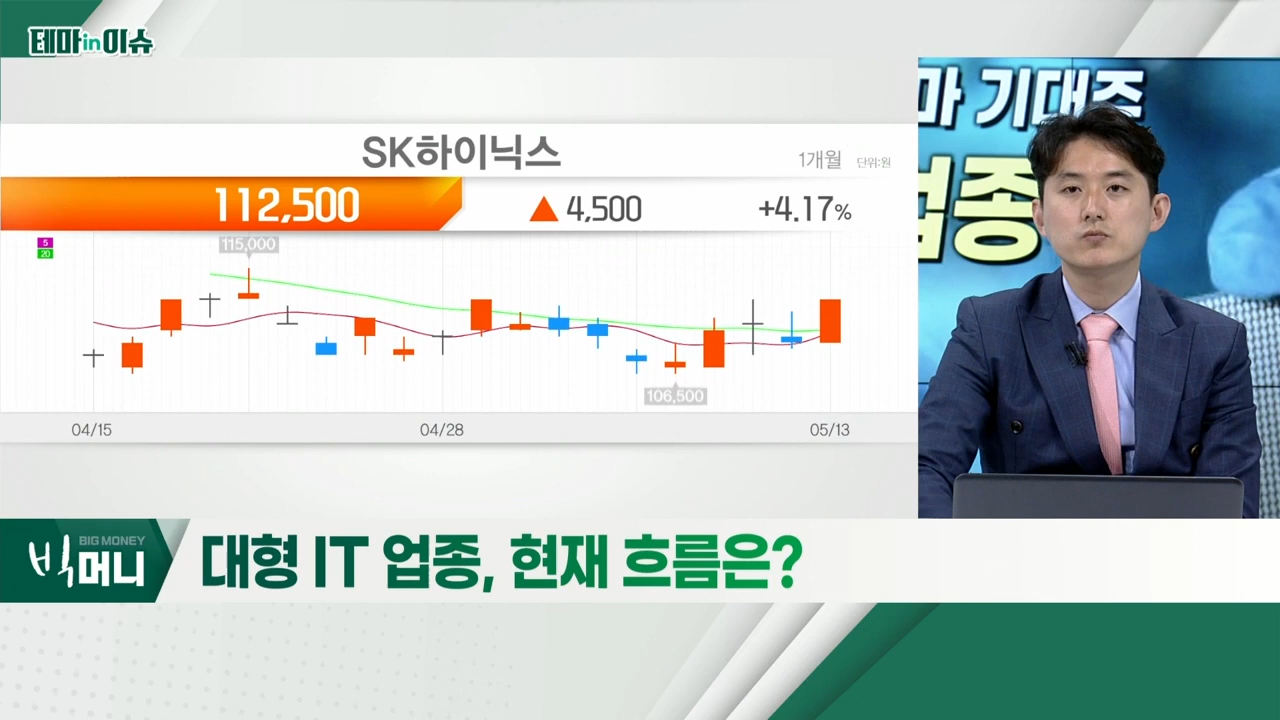 테마in이슈
마 기대주
업종
SK하이닉스
1개월 단위:원
112,500 ▲ 4,500 +4.17%
5
20
115,000
106,500
04/15 04/28 05/13
BIG MONEY
빅머니
대형 IT 업종, 현재 흐름은?